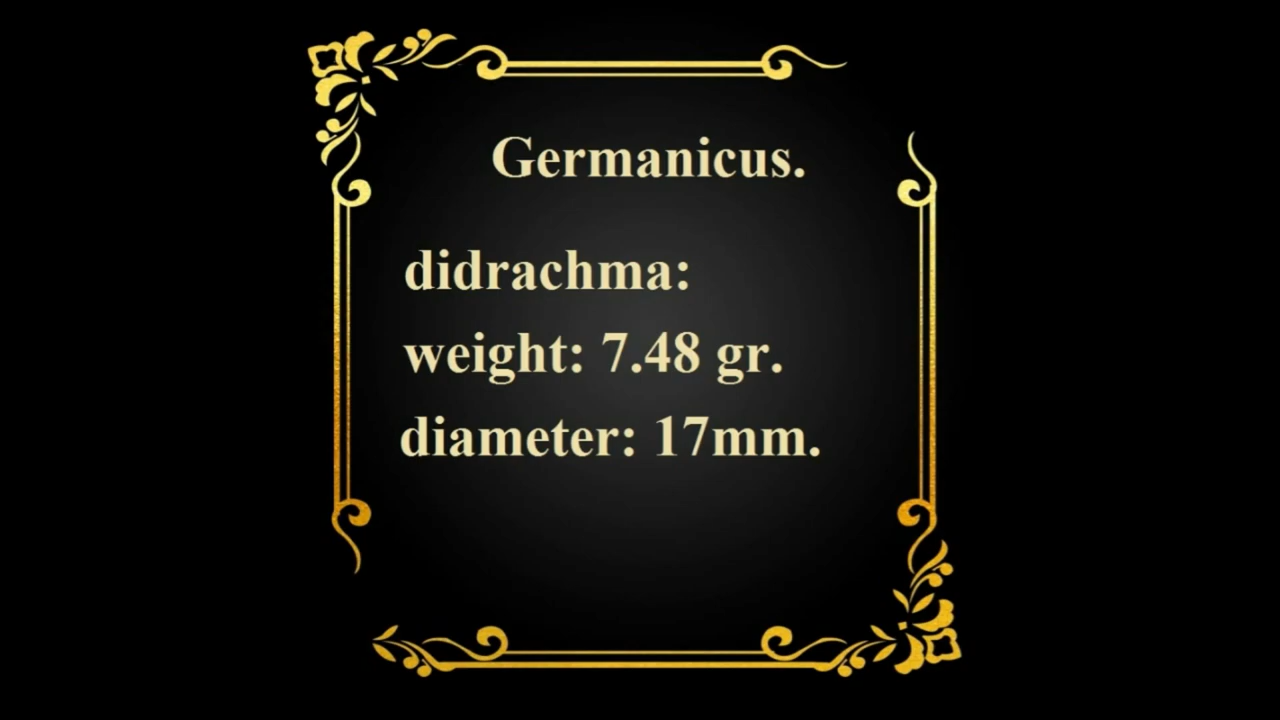 Germanicus.
didrachma:
weight: 7.48 gr.
diameter: 17mm.